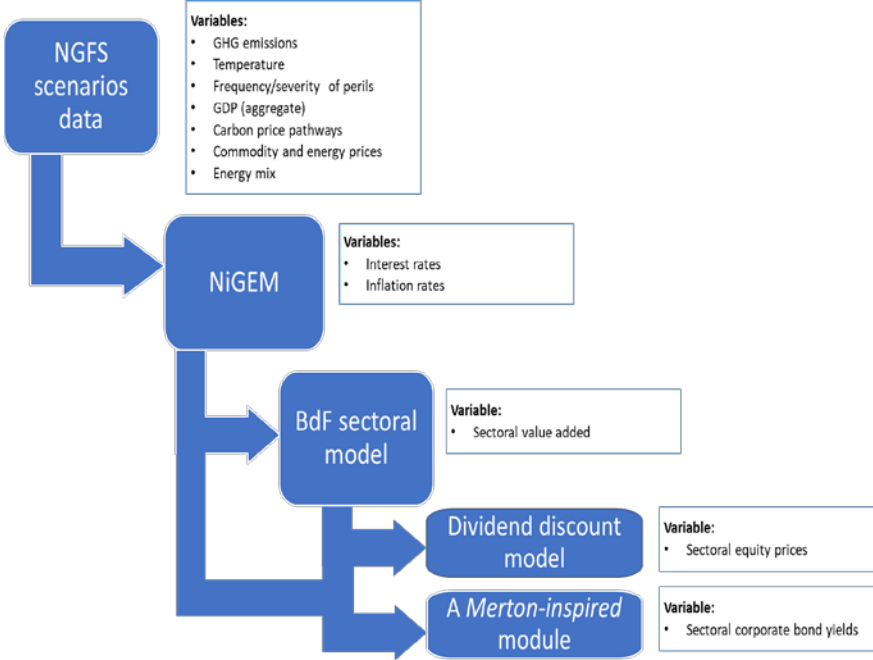 NGFS
scenarios
data
Variables:
• GHG emissions
• Temperature
• Frequency/severity of perils
• GDP (aggregate)
• Carbon price pathways
• Commodity and energy prices
• Energy mix
NiGEM
Variables:
• Interest rates
• Inflation rates
BdF sectoral
model
Variable:
• Sectoral value added
Dividend discount
model
Variable:
• Sectoral equity prices
A Merton-inspired
module
Variable:
• Sectoral corporate bond yields